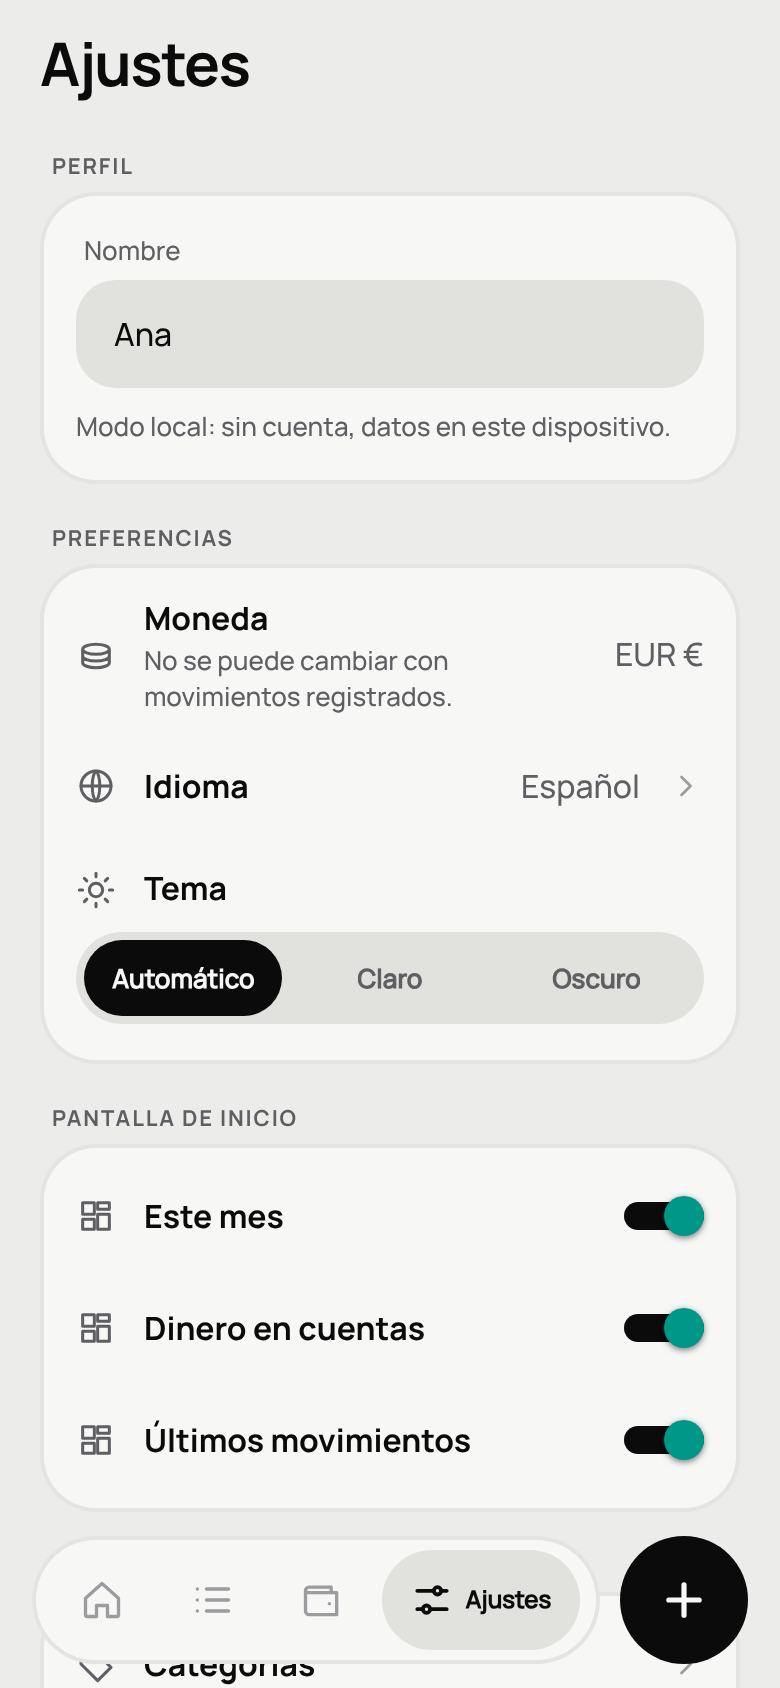 Ajustes
PERFIL
Nombre
Ana
Modo local: sin cuenta, datos en este dispositivo.
PREFERENCIAS
Moneda
No se puede cambiar con
movimientos registrados.
EUR €
Idioma
Español
Tema
Automático
Claro
Oscuro
PANTALLA DE INICIO
Este mes
Dinero en cuentas
Últimos movimientos
Ajustes
Categorías